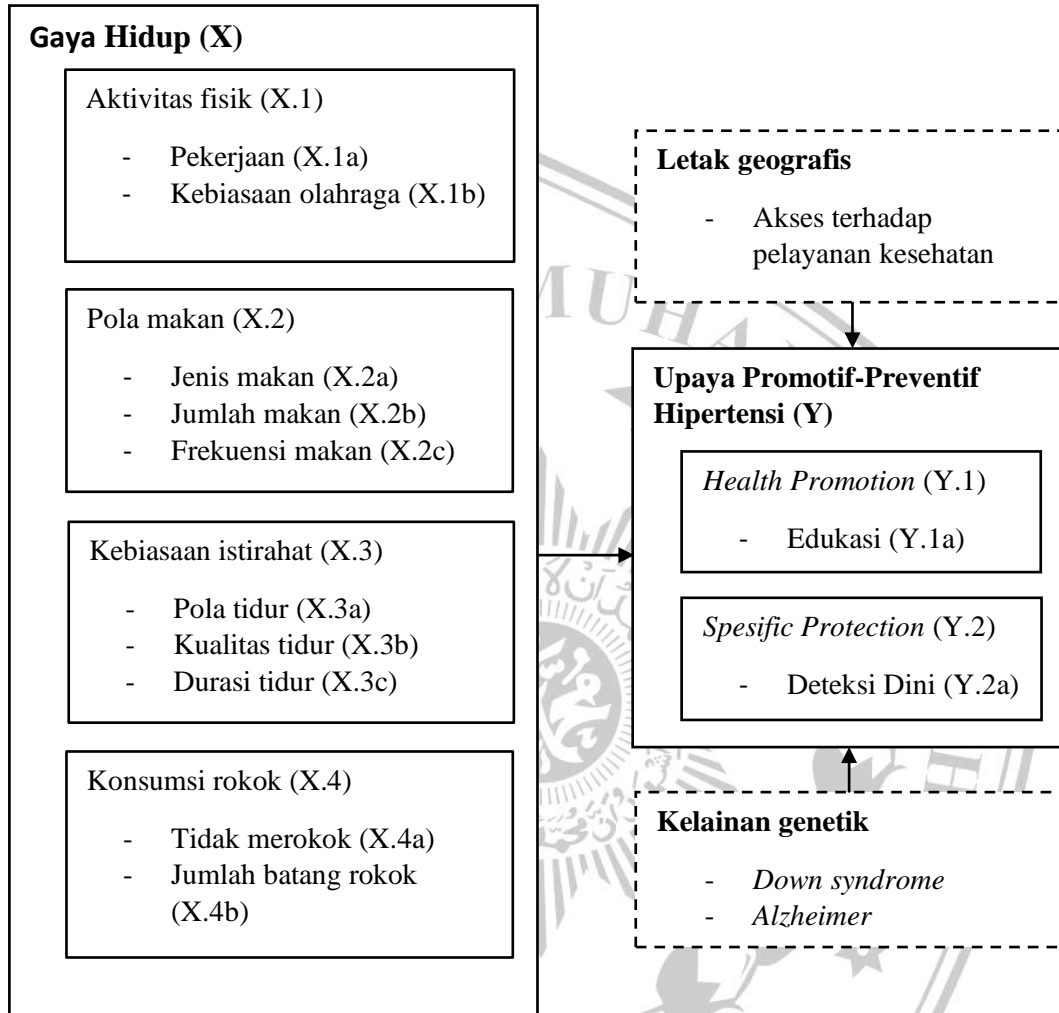 Gaya Hidup (X)
Aktivitas fisik (X.1)
- Pekerjaan (X.1a)
- Kebiasaan olahraga (X.1b)
Pola makan (X.2)
- Jenis makan (X.2a)
- Jumlah makan (X.2b)
- Frekuensi makan (X.2c)
Kebiasaan istirahat (X.3)
- Pola tidur (X.3a)
- Kualitas tidur (X.3b)
- Durasi tidur (X.3c)
Konsumsi rokok (X.4)
- Tidak merokok (X.4a)
- Jumlah batang rokok
(X.4b)
Letak geografis
- Akses terhadap
pelayanan kesehatan
Upaya Promotif-Preventif
Hipertensi (Y)
Health Promotion (Y.1)
- Edukasi (Y.1a)
Spesific Protection (Y.2)
- Deteksi Dini (Y.2a)
Kelainan genetik
- Down syndrome
- Alzheimer
MUHA
H